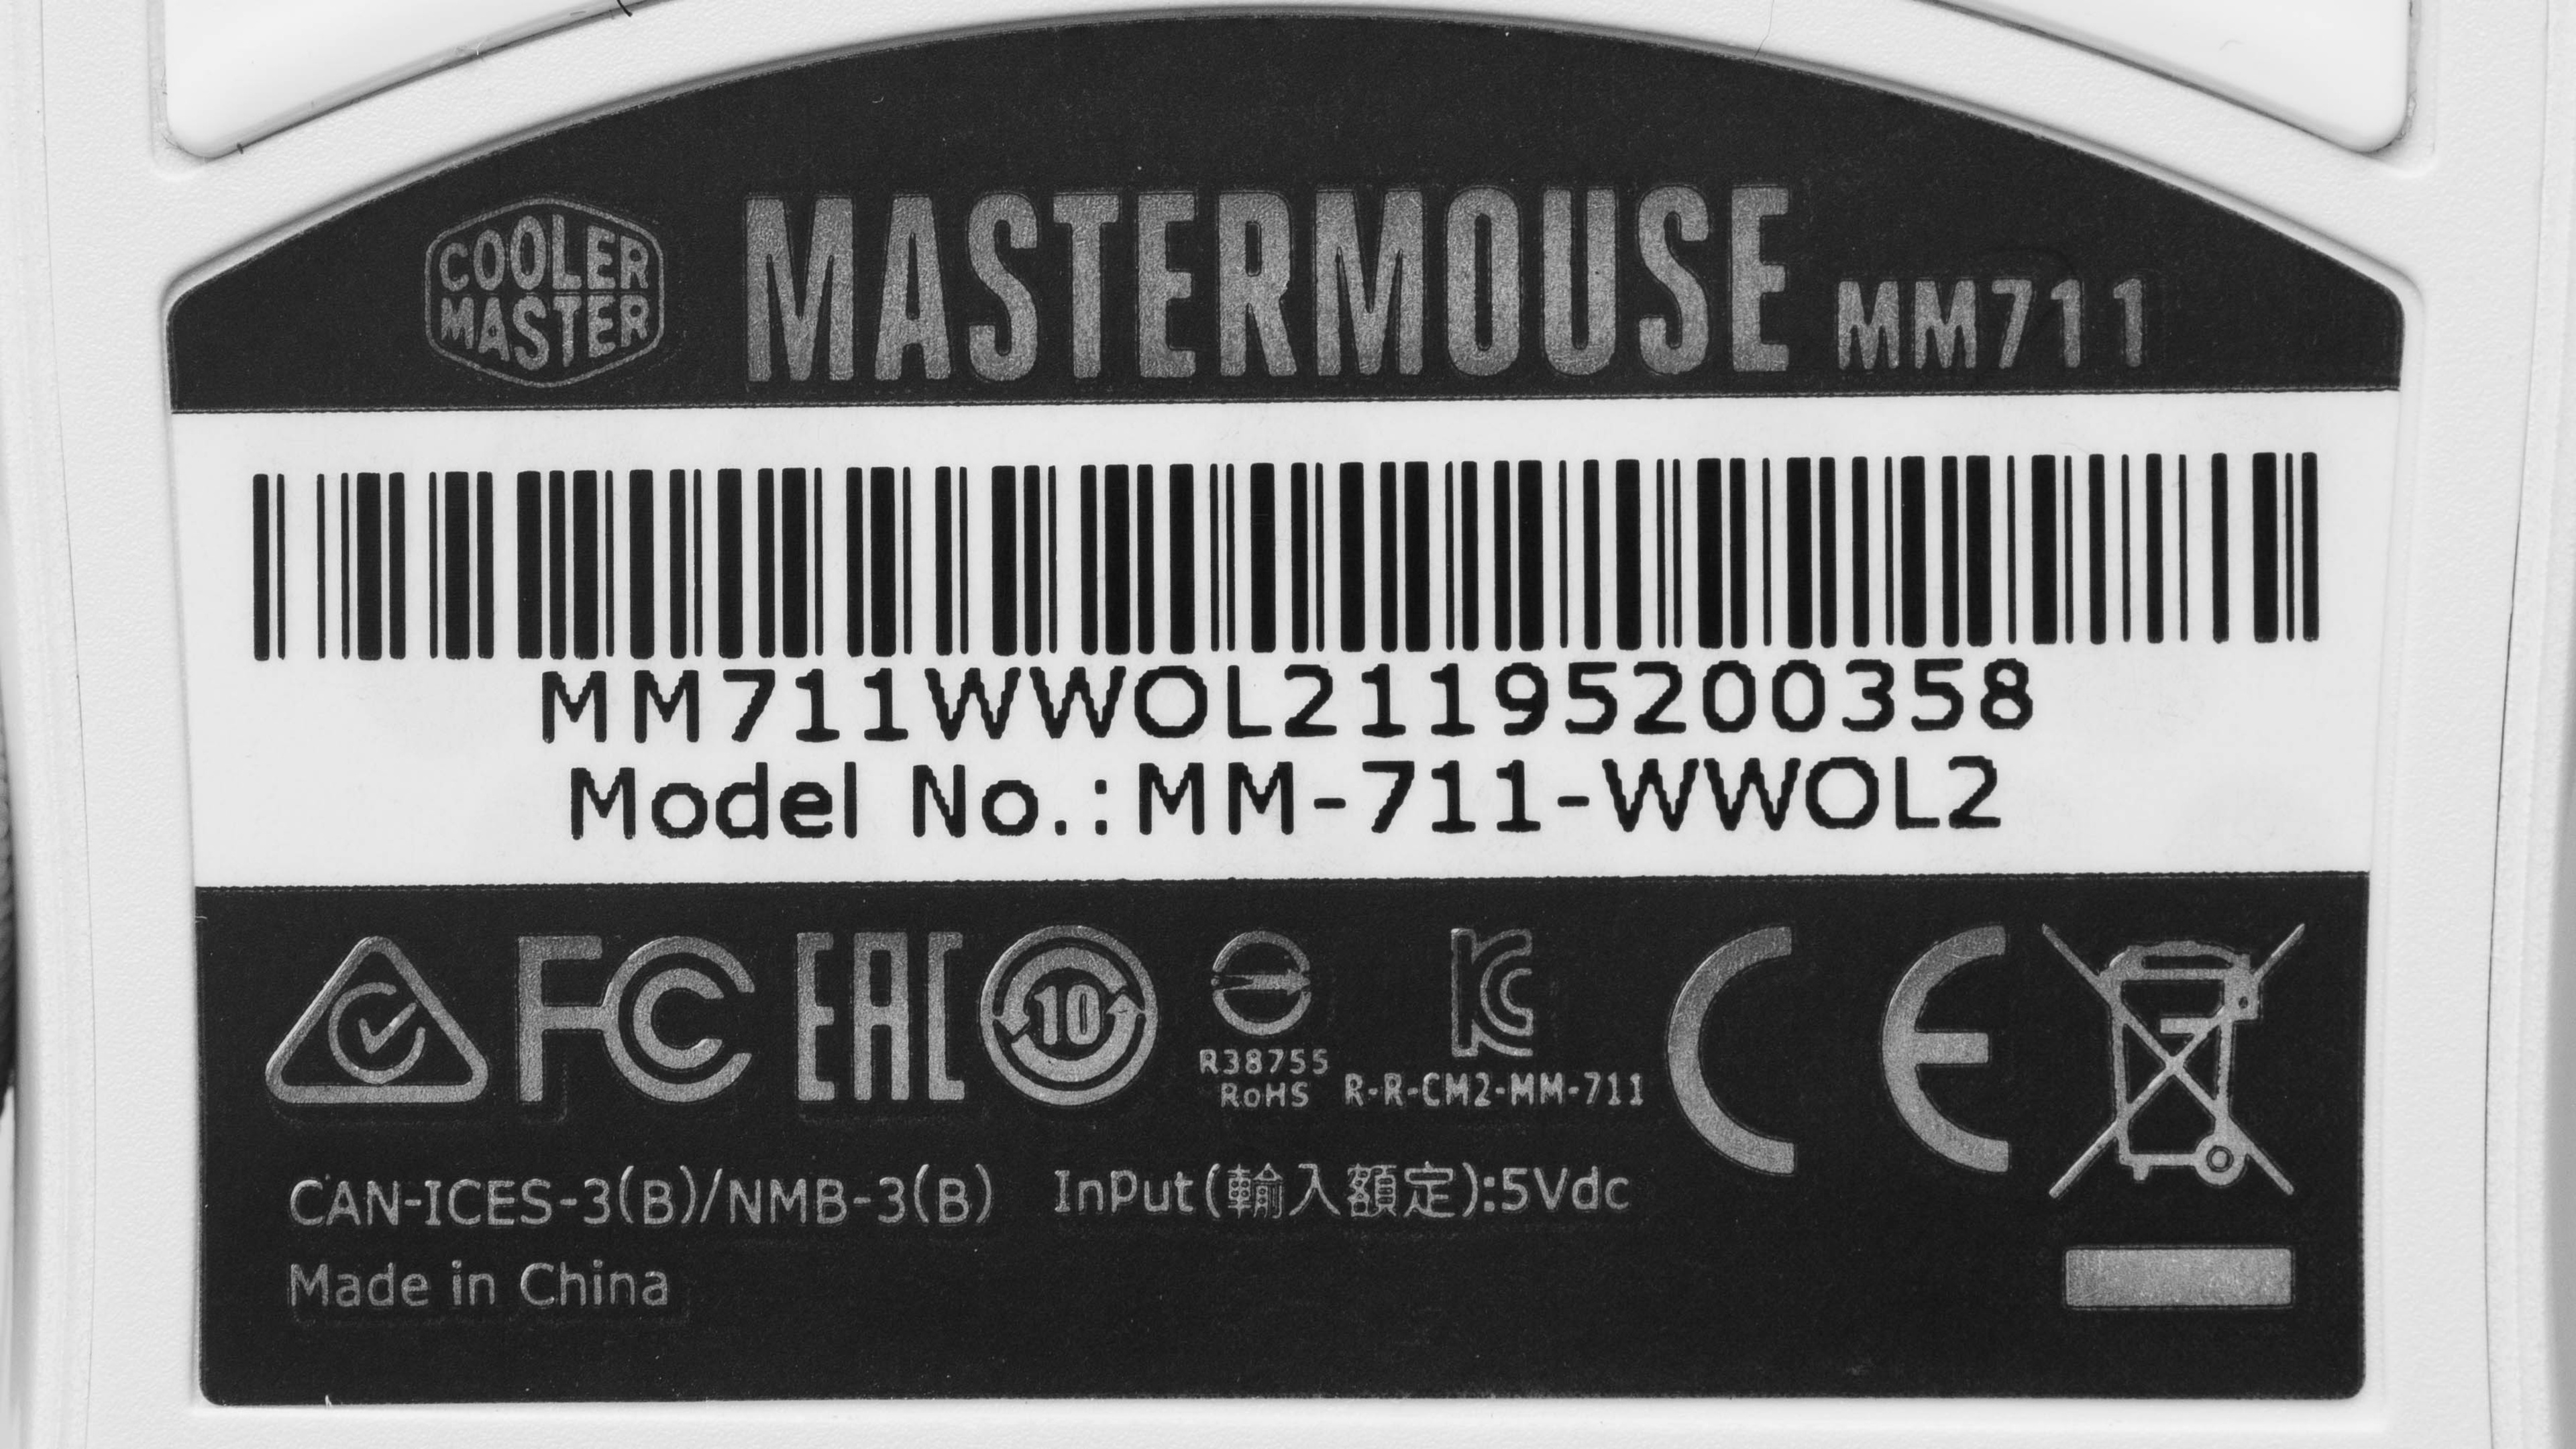 COOLER
MASTER
MASTERMOUSE MM711
MM711WWOL21195200358
Model No.:MM-711-WWOL2
FC EAC 10 KC CE
R38755
RoHS
R-R-CM2-MM-711
CAN-ICES-3(B)/NMB-3(B) InPut(輸入額定):5Vdc
Made in China